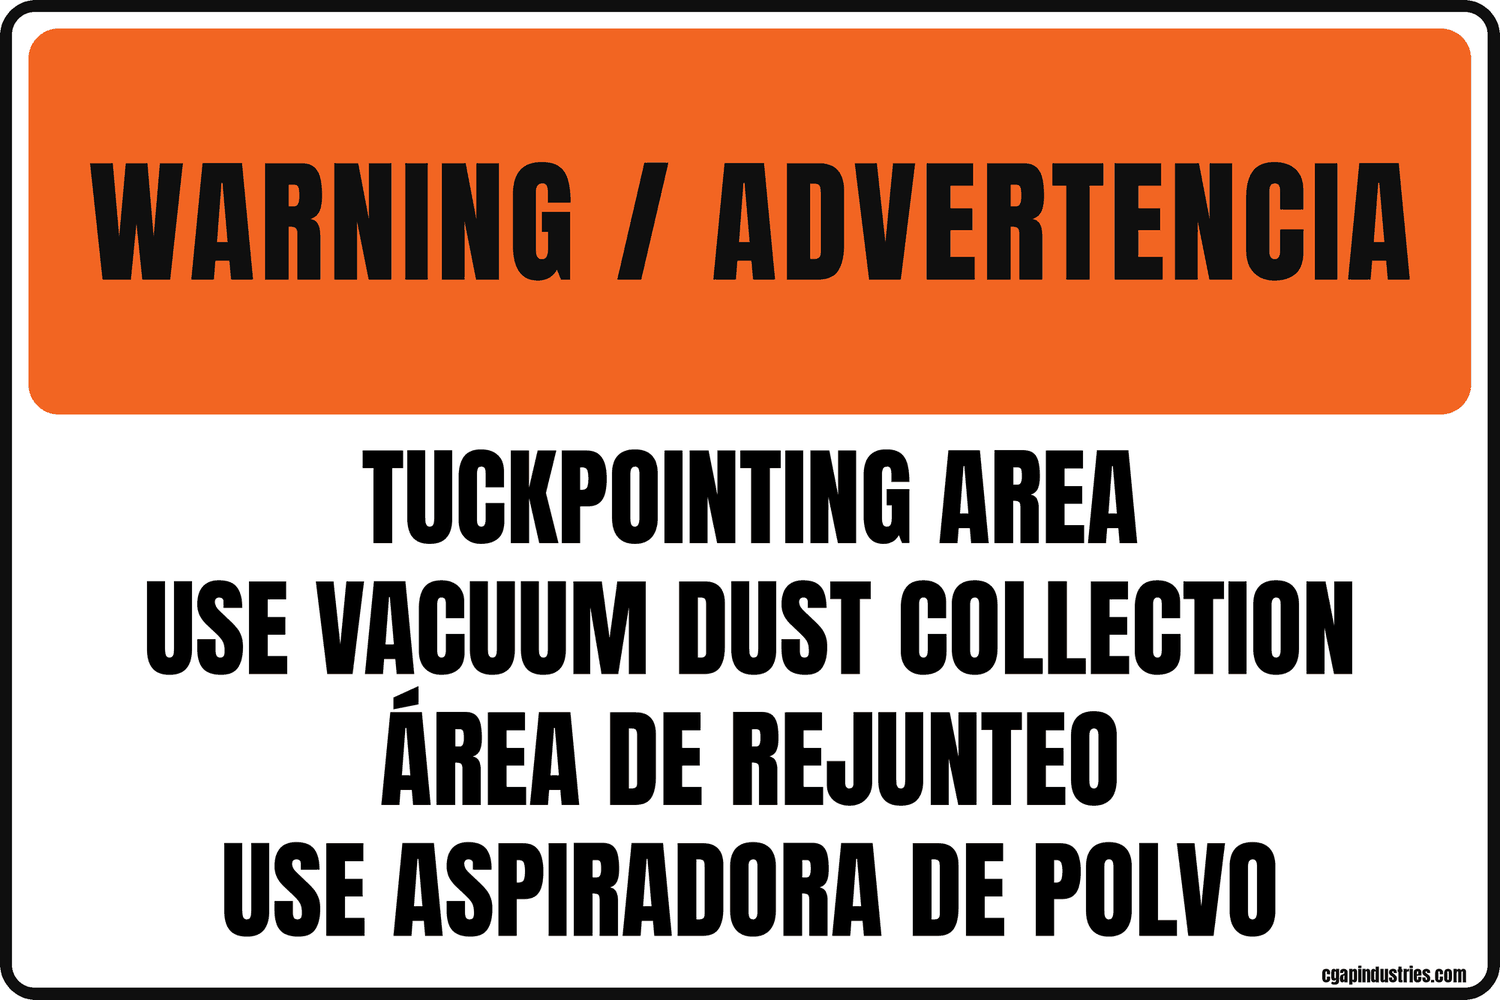 WARNING / ADVERTENCIA
TUCKPOINTING AREA
USE VACUUM DUST COLLECTION
ÁREA DE REJUNTEO
USE ASPIRADORA DE POLVO
cgapindustries.com